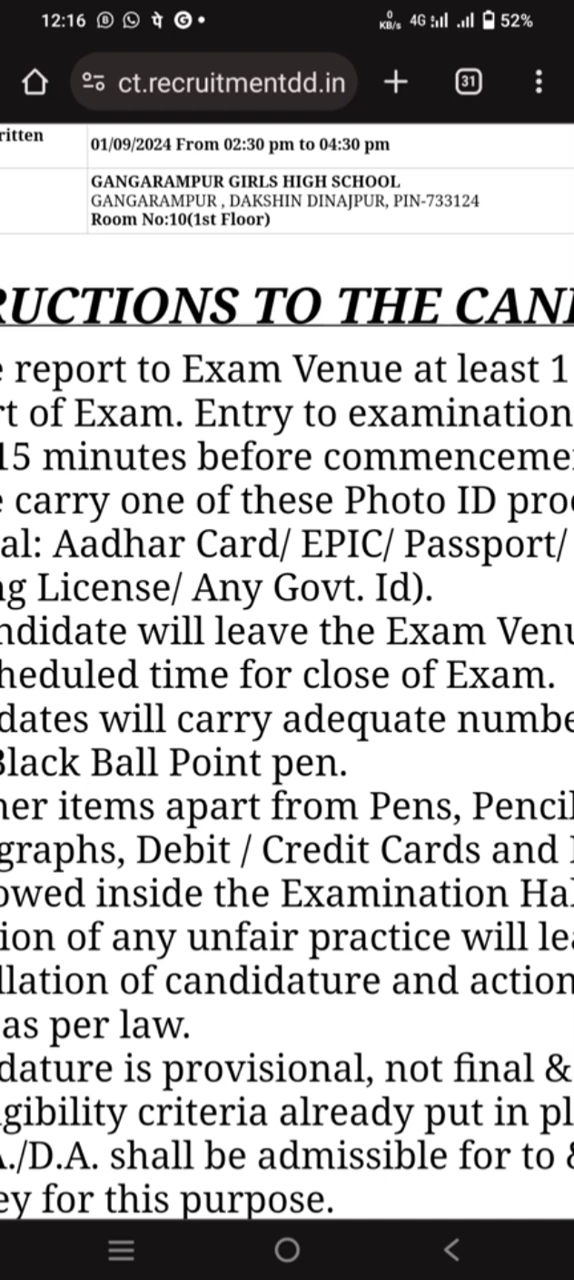 12:16 0 KB/s 4G 52%
ct.recruitmentdd.in 31
ritten 01/09/2024 From 02:30 pm to 04:30 pm
GANGARAMPUR GIRLS HIGH SCHOOL
GANGARAMPUR , DAKSHIN DINAJPUR, PIN-733124
Room No:10(1st Floor)
RUCTIONS TO THE CAN
e report to Exam Venue at least 1
rt of Exam. Entry to examination
15 minutes before commenceme
e carry one of these Photo ID pro
al: Aadhar Card/ EPIC/ Passport/
ng License/ Any Govt. Id).
ndidate will leave the Exam Venu
heduled time for close of Exam.
dates will carry adequate numbe
Black Ball Point pen.
her items apart from Pens, Pencil
graphs, Debit / Credit Cards and
owed inside the Examination Hal
ion of any unfair practice will lea
llation of candidature and action
as per law.
dature is provisional, not final &
gibility criteria already put in pl
A./D.A. shall be admissible for to &
ey for this purpose.